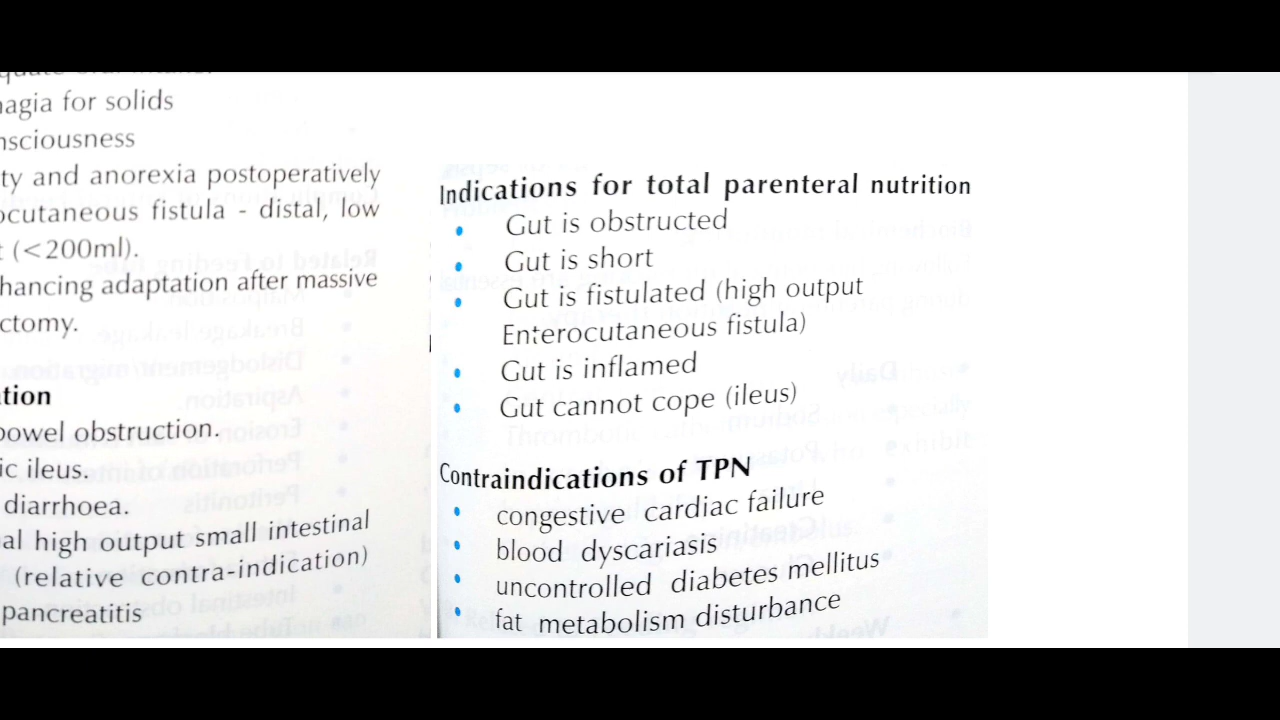 nagia for solids
nsciousness
ty and anorexia postoperatively
ocutaneous fistula - distal, low
t (<200ml).
hancing adaptation after massive
ctomy.
tion
bowel obstruction.
ic ileus.
diarrhoea.
al high output small intestinal
(relative contra-indication)
pancreatitis
Indications for total parenteral nutrition
• Gut is obstructed
• Gut is short
• Gut is fistulated (high output
Enterocutaneous fistula)
• Gut is inflamed
• Gut cannot cope (ileus)
Contraindications of TPN
• congestive cardiac failure
• blood dyscariasis
• uncontrolled diabetes mellitus
• fat metabolism disturbance